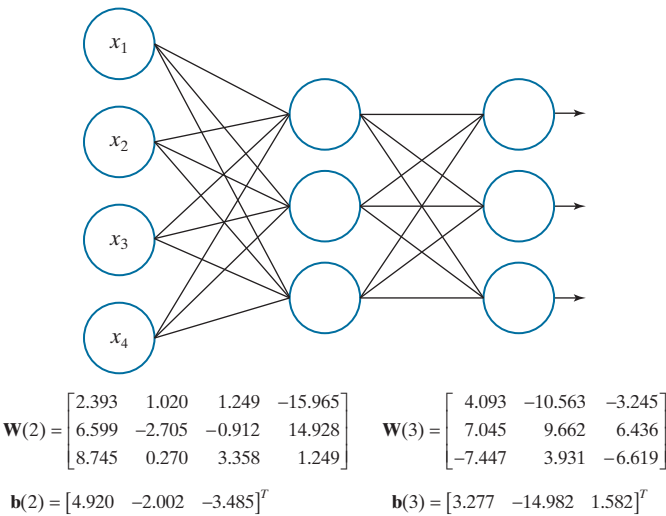 x₁
x₂
x₃
x₄
W(2) = [2.393 1.020 1.249 −15.965
6.599 −2.705 −0.912 14.928
8.745 0.270 3.358 1.249]
W(3) = [4.093 −10.563 −3.245
7.045 9.662 6.436
−7.447 3.931 −6.619]
b(2) = [4.920 −2.002 −3.485]ᵀ
b(3) = [3.277 −14.982 1.582]ᵀ